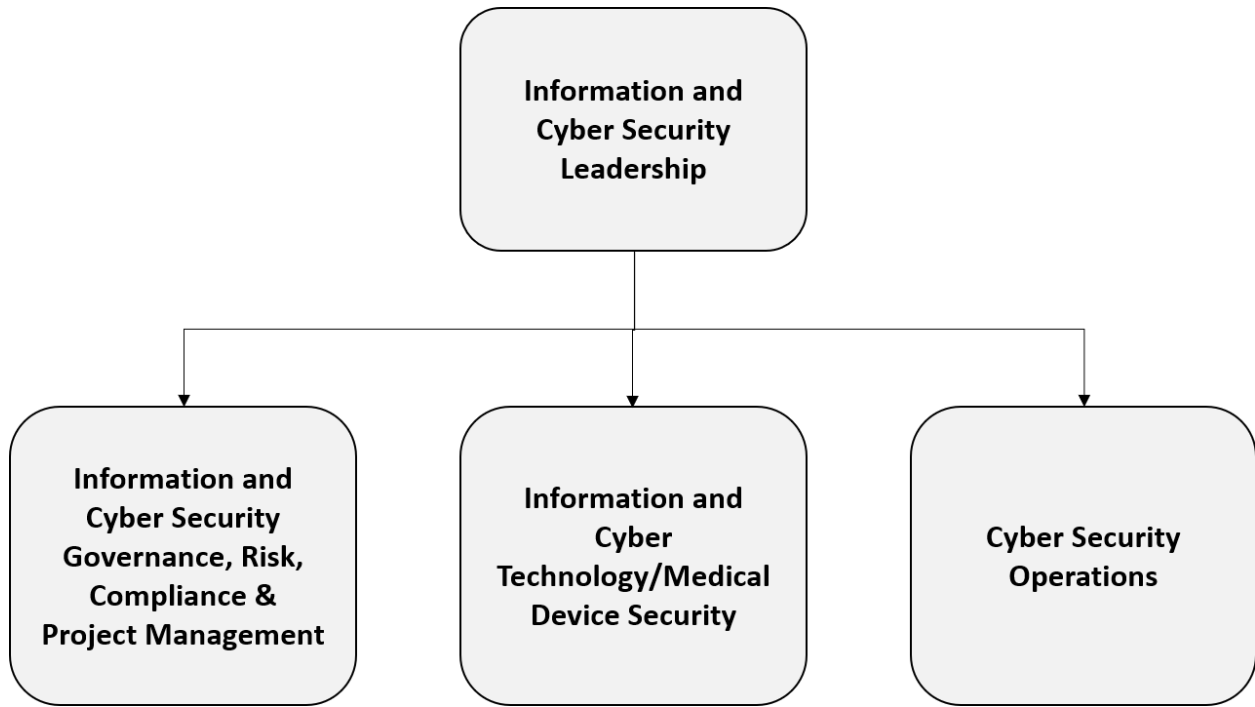 Information and
Cyber Security
Leadership
Information and
Cyber Security
Governance, Risk,
Compliance &
Project Management
Information and
Cyber
Technology/Medical
Device Security
Cyber Security
Operations